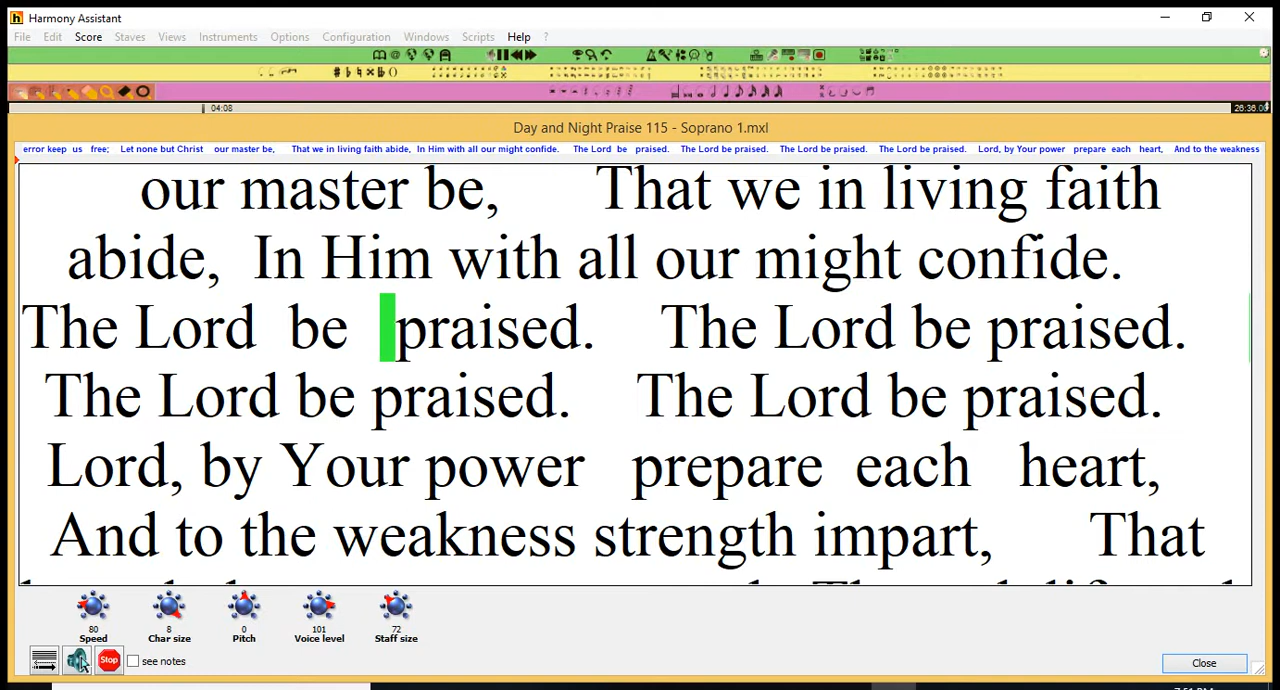 Harmony Assistant
File Edit Score Staves Views Instruments Options Configuration Windows Scripts Help ?
04:08
Day and Night Praise 115 - Soprano 1.mxl
error keep us free; Let none but Christ our master be, That we in living faith abide, In Him with all our might confide. The Lord be praised. The Lord be praised. The Lord be praised. The Lord be praised. Lord, by Your power prepare each heart, And to the weakness
our master be, That we in living faith
abide, In Him with all our might confide.
The Lord be praised. The Lord be praised.
The Lord be praised. The Lord be praised.
Lord, by Your power prepare each heart,
And to the weakness strength impart, That
80 8 0 101 72
Speed Char size Pitch Voice level Staff size
Stop see notes Close